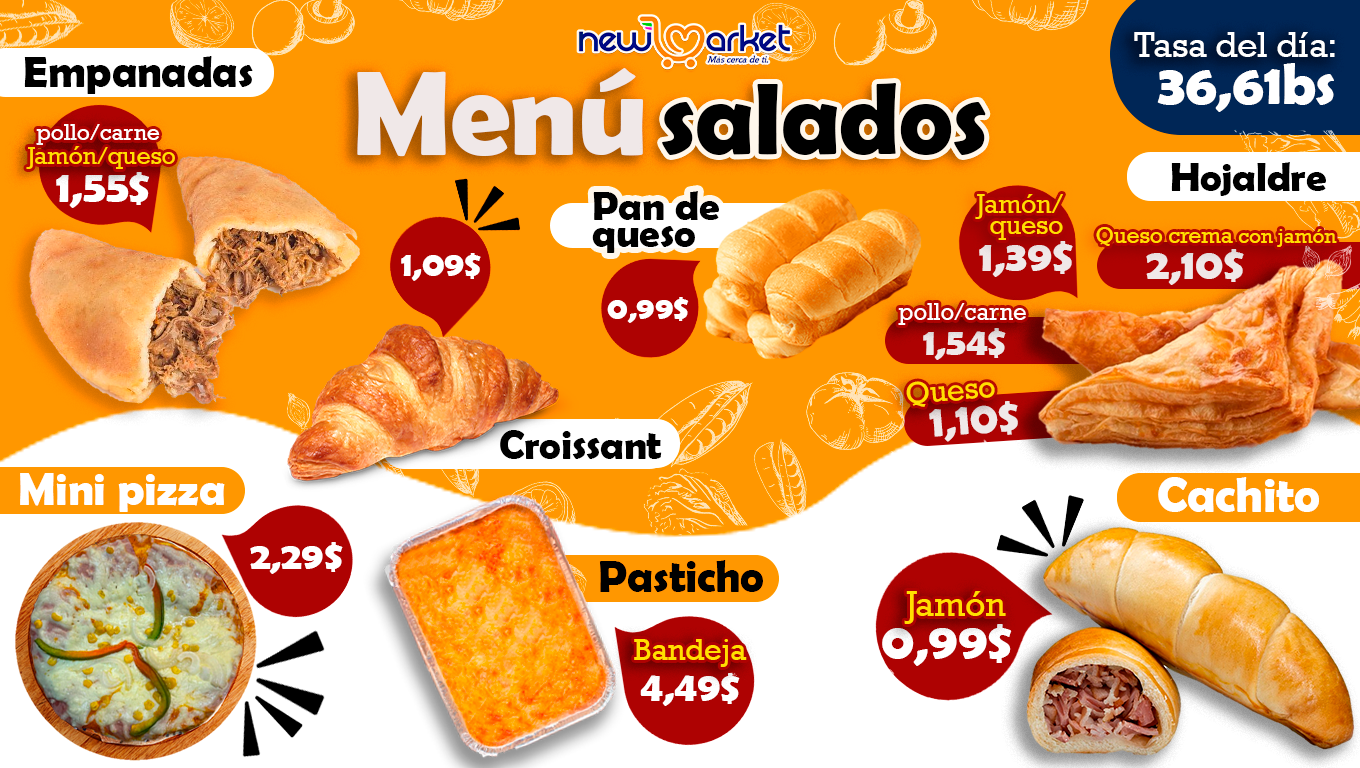 new market
Más cerca de ti.
Menú salados
Tasa del día:
36,61bs
Empanadas
pollo/carne
Jamón/queso
1,55$
1,09$
Croissant
Pan de
queso
0,99$
Hojaldre
Jamón/
queso
1,39$
Queso crema con jamón
2,10$
pollo/carne
1,54$
Queso
1,10$
Mini pizza
2,29$
Pasticho
Bandeja
4,49$
Cachito
Jamón
0,99$